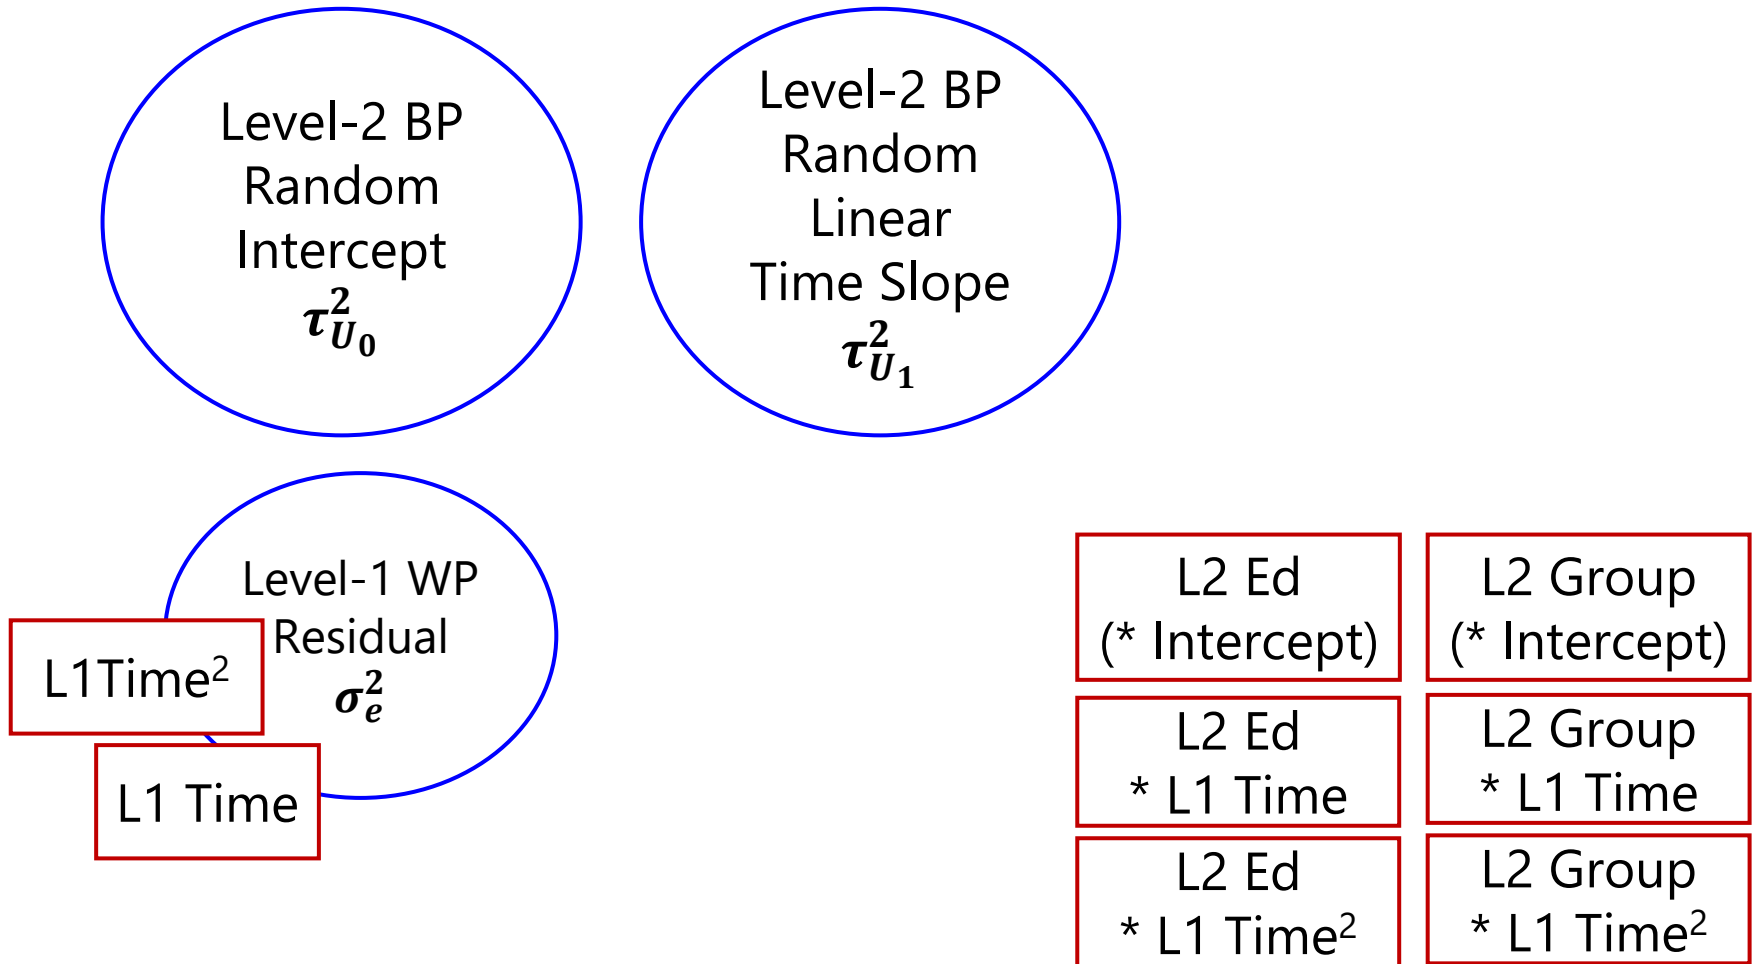 Level-2 BP
Random
Intercept
τ²U₀
Level-2 BP
Random
Linear
Time Slope
τ²U₁
Level-1 WP
Residual
σ²e
L1Time²
L1 Time
L2 Ed
(* Intercept)
L2 Group
(* Intercept)
L2 Ed
* L1 Time
L2 Group
* L1 Time
L2 Ed
* L1 Time²
L2 Group
* L1 Time²